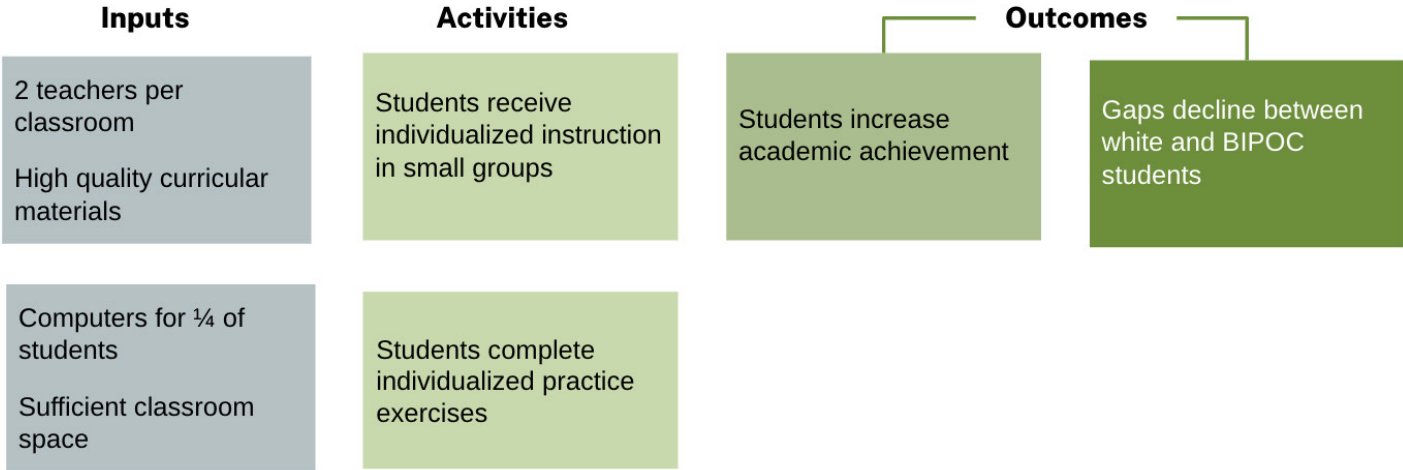 Inputs
Activities
Outcomes
2 teachers per
classroom
High quality curricular
materials
Students receive
individualized instruction
in small groups
Students increase
academic achievement
Gaps decline between
white and BIPOC
students
Computers for ¼ of
students
Sufficient classroom
space
Students complete
individualized practice
exercises